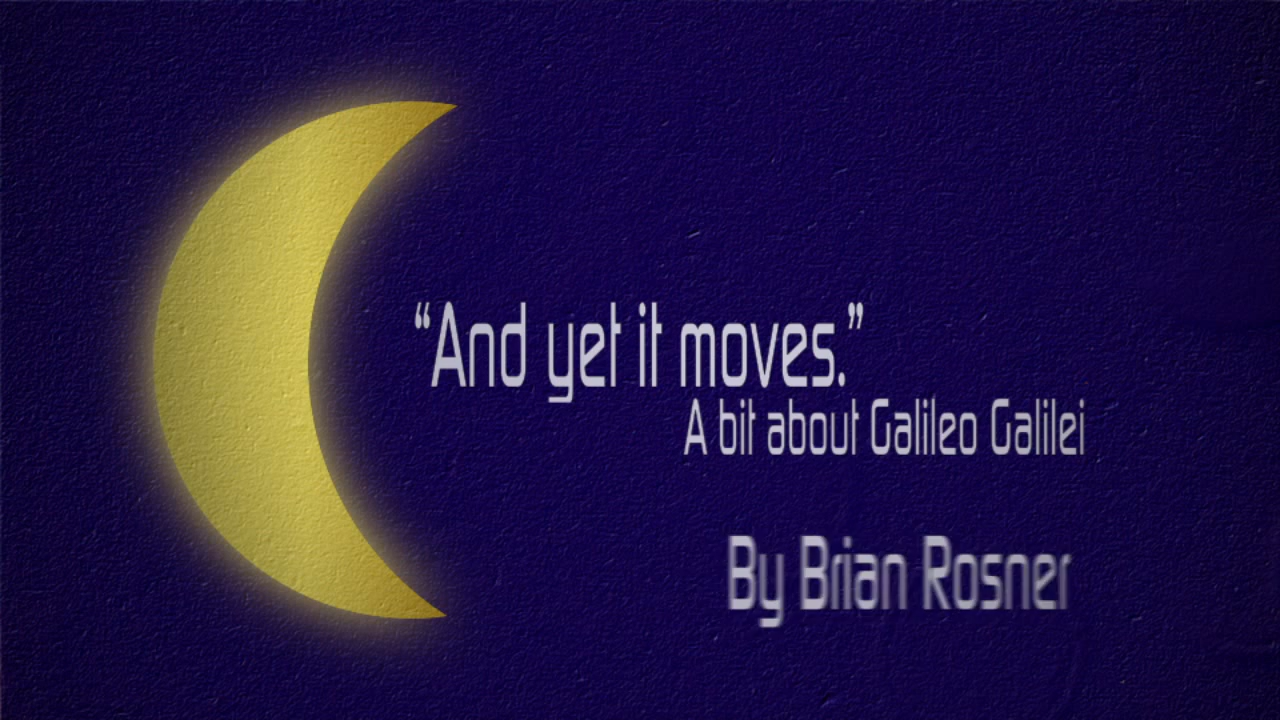 “And yet it moves.”
A bit about Galileo Galilei
By Brian Rosner